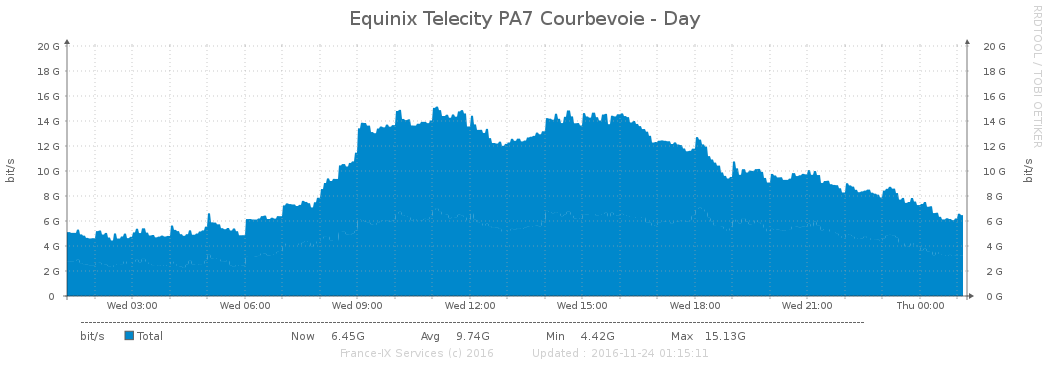 Equinix Telecity PA7 Courbevoie - Day
RRDTOOL / TOBI OETIKER
bit/s
20 G 20 G
18 G 18 G
16 G 16 G
14 G 14 G
12 G 12 G
10 G 10 G
8 G 8 G
6 G 6 G
4 G 4 G
2 G 2 G
0 0 G
bit/s
Wed 03:00 Wed 06:00 Wed 09:00 Wed 12:00 Wed 15:00 Wed 18:00 Wed 21:00 Thu 00:00
bit/s Total Now 6.45G Avg 9.74G Min 4.42G Max 15.13G
France-IX Services (c) 2016 Updated : 2016-11-24 01:15:11